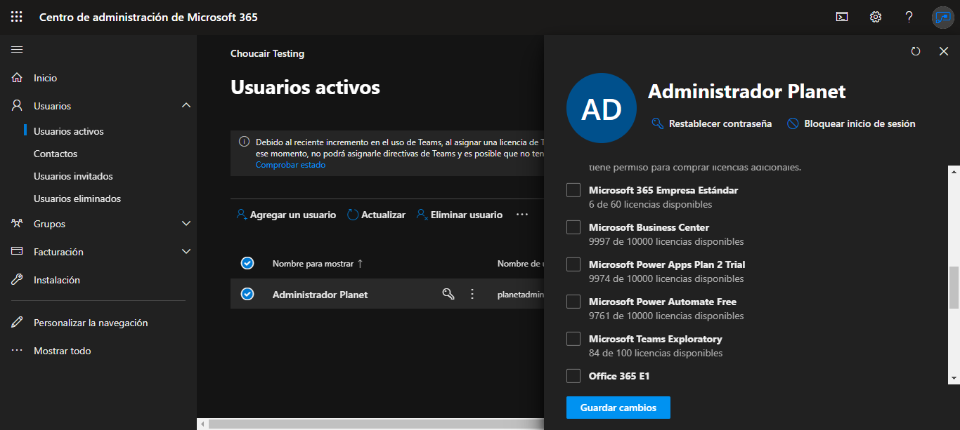 Centro de administración de Microsoft 365
Inicio
Usuarios
Usuarios activos
Contactos
Usuarios invitados
Usuarios eliminados
Grupos
Facturación
Instalación
Personalizar la navegación
Mostrar todo
Choucair Testing
Usuarios activos
Debido al reciente incremento en el uso de Teams, al asignar una licencia de T
ese momento, no podrá asignarle directivas de Teams y es posible que no ten
Comprobar estado
Agregar un usuario
Actualizar
Eliminar usuario
Nombre para mostrar ↑
Nombre de
Administrador Planet
planetadmin
AD
Administrador Planet
Restablecer contraseña
Bloquear inicio de sesión
tiene permiso para comprar licencias adicionales.
Microsoft 365 Empresa Estándar
6 de 60 licencias disponibles
Microsoft Business Center
9997 de 10000 licencias disponibles
Microsoft Power Apps Plan 2 Trial
9974 de 10000 licencias disponibles
Microsoft Power Automate Free
9761 de 10000 licencias disponibles
Microsoft Teams Exploratory
84 de 100 licencias disponibles
Office 365 E1
Guardar cambios